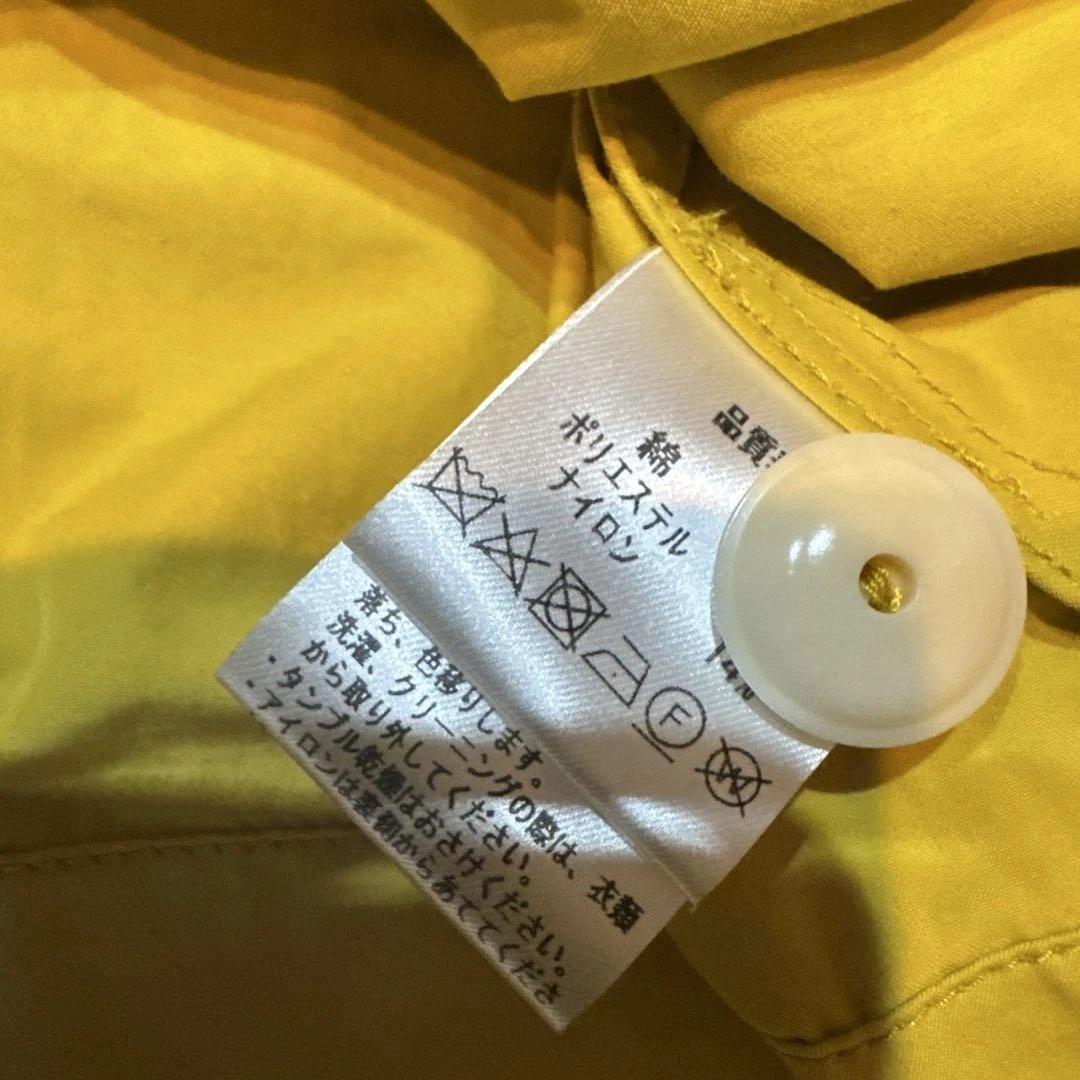 品質
綿
ポリエステル
ナイロン 14%
F
W
落ち、色移りします。
洗濯、クリーニングの際は、衣類
から取り外してください。
・タンブル乾燥はおさけください。
・アイロンは裏側からあててくださ